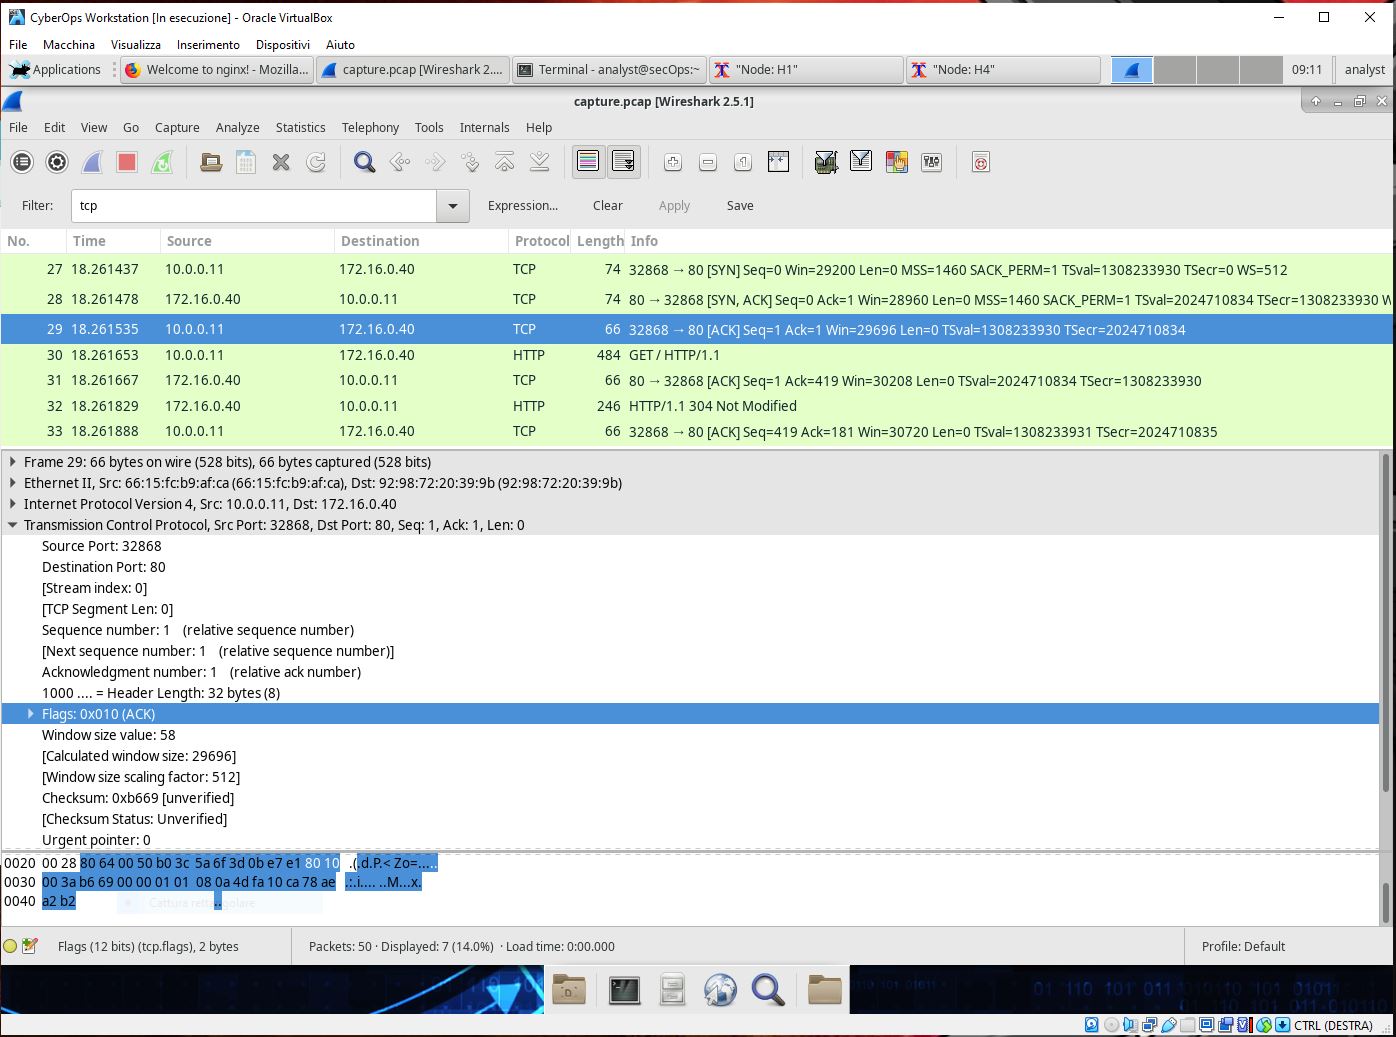 CyberOps Workstation [In esecuzione] - Oracle VirtualBox
File Macchina Visualizza Inserimento Dispositivi Aiuto
Applications Welcome to nginx! - Mozilla... capture.pcap [Wireshark 2.... Terminal - analyst@secOps:~ "Node: H1" "Node: H4" 09:11 analyst
capture.pcap [Wireshark 2.5.1]
File Edit View Go Capture Analyze Statistics Telephony Tools Internals Help
Filter: tcp Expression... Clear Apply Save
No. Time Source Destination Protocol Length Info
27 18.261437 10.0.0.11 172.16.0.40 TCP 74 32868 → 80 [SYN] Seq=0 Win=29200 Len=0 MSS=1460 SACK_PERM=1 TSval=1308233930 TSecr=0 WS=512
28 18.261478 172.16.0.40 10.0.0.11 TCP 74 80 → 32868 [SYN, ACK] Seq=0 Ack=1 Win=28960 Len=0 MSS=1460 SACK_PERM=1 TSval=2024710834 TSecr=1308233930 W
29 18.261535 10.0.0.11 172.16.0.40 TCP 66 32868 → 80 [ACK] Seq=1 Ack=1 Win=29696 Len=0 TSval=1308233930 TSecr=2024710834
30 18.261653 10.0.0.11 172.16.0.40 HTTP 484 GET / HTTP/1.1
31 18.261667 172.16.0.40 10.0.0.11 TCP 66 80 → 32868 [ACK] Seq=1 Ack=419 Win=30208 Len=0 TSval=2024710834 TSecr=1308233930
32 18.261829 172.16.0.40 10.0.0.11 HTTP 246 HTTP/1.1 304 Not Modified
33 18.261888 10.0.0.11 172.16.0.40 TCP 66 32868 → 80 [ACK] Seq=419 Ack=181 Win=30720 Len=0 TSval=1308233931 TSecr=2024710835
Frame 29: 66 bytes on wire (528 bits), 66 bytes captured (528 bits)
Ethernet II, Src: 66:15:fc:b9:af:ca (66:15:fc:b9:af:ca), Dst: 92:98:72:20:39:9b (92:98:72:20:39:9b)
Internet Protocol Version 4, Src: 10.0.0.11, Dst: 172.16.0.40
Transmission Control Protocol, Src Port: 32868, Dst Port: 80, Seq: 1, Ack: 1, Len: 0
Source Port: 32868
Destination Port: 80
[Stream index: 0]
[TCP Segment Len: 0]
Sequence number: 1 (relative sequence number)
[Next sequence number: 1 (relative sequence number)]
Acknowledgment number: 1 (relative ack number)
1000 .... = Header Length: 32 bytes (8)
Flags: 0x010 (ACK)
Window size value: 58
[Calculated window size: 29696]
[Window size scaling factor: 512]
Checksum: 0xb669 [unverified]
[Checksum Status: Unverified]
Urgent pointer: 0
0020 00 28 80 64 00 50 b0 3c 5a 6f 3d 0b e7 e1 80 10 .(.d.P.< Zo=.....
0030 00 3a b6 69 00 00 01 01 08 0a 4d fa 10 ca 78 ae .:.i.... ..M...x.
0040 a2 b2 ..
Cattura rettangolare
Flags (12 bits) (tcp.flags), 2 bytes Packets: 50 · Displayed: 7 (14.0%) · Load time: 0:00.000 Profile: Default
CTRL (DESTRA)